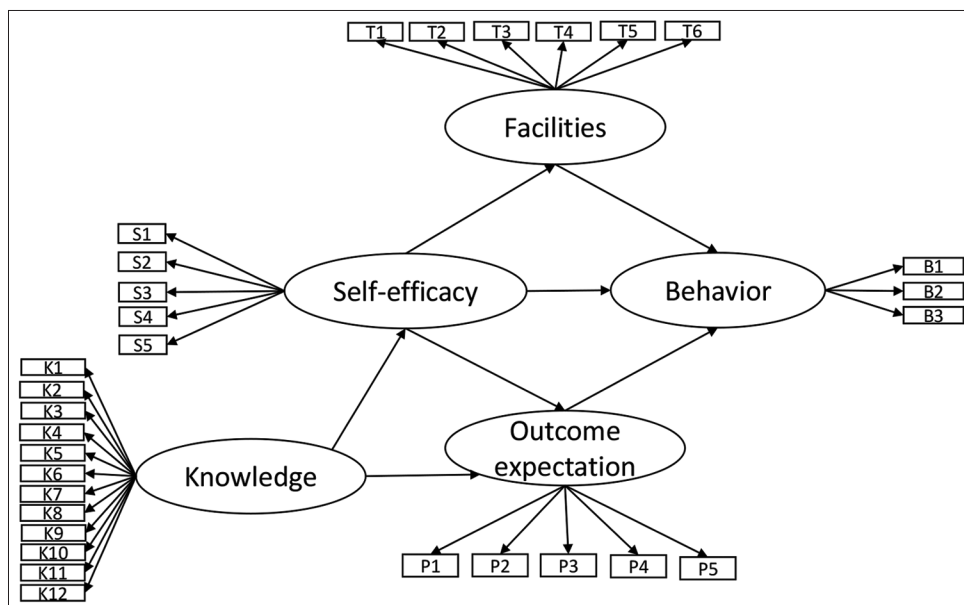 T1
T2
T3
T4
T5
T6
Facilities
S1
S2
S3
S4
S5
Self-efficacy
Behavior
B1
B2
B3
K1
K2
K3
K4
K5
K6
K7
K8
K9
K10
K11
K12
Knowledge
Outcome
expectation
P1
P2
P3
P4
P5